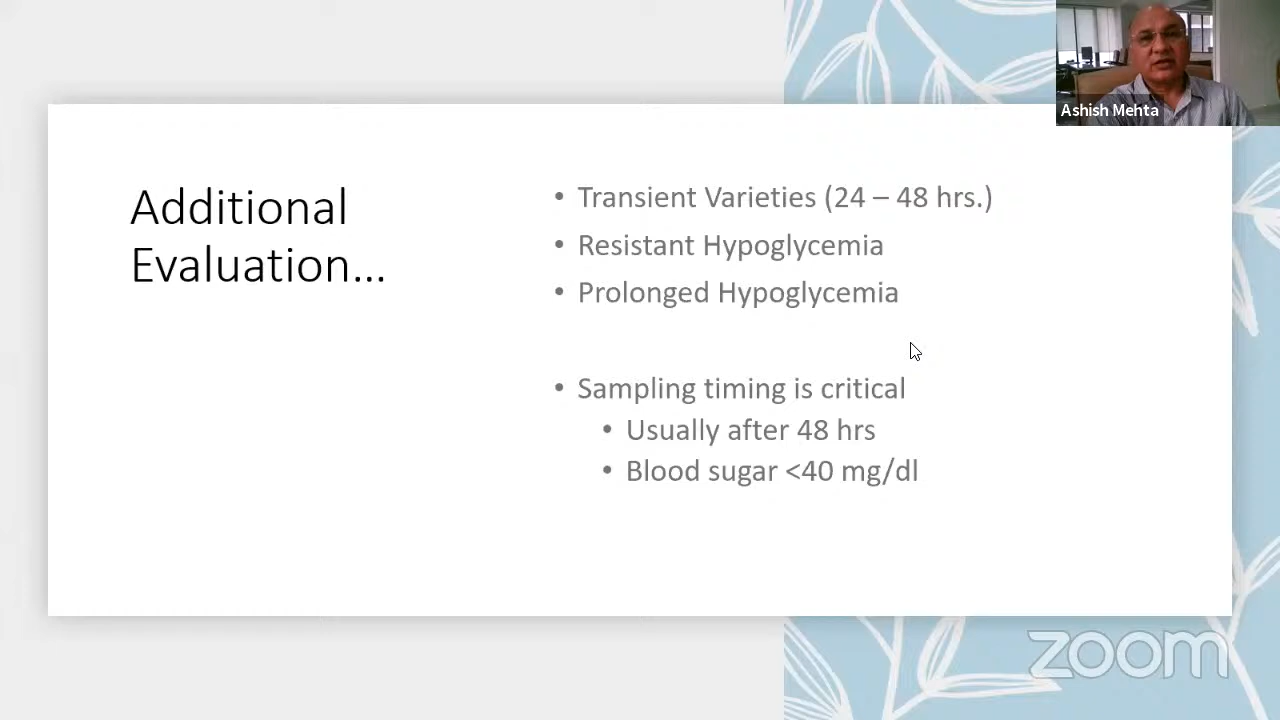 Ashish Mehta
Additional
Evaluation...
• Transient Varieties (24 – 48 hrs.)
• Resistant Hypoglycemia
• Prolonged Hypoglycemia
• Sampling timing is critical
• Usually after 48 hrs
• Blood sugar <40 mg/dl
zoom